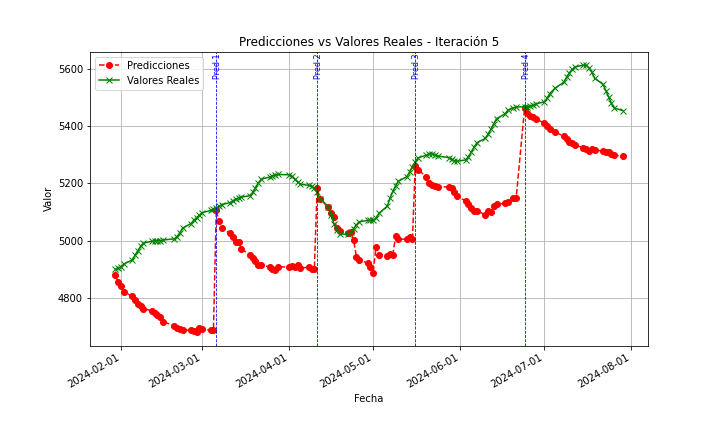 Predicciones vs Valores Reales - Iteración 5
Predicciones
Valores Reales
Pred 1
Pred 2
Pred 3
Pred 4
5600
5400
5200
5000
4800
Valor
2024-02-01
2024-03-01
2024-04-01
2024-05-01
2024-06-01
2024-07-01
2024-08-01
Fecha